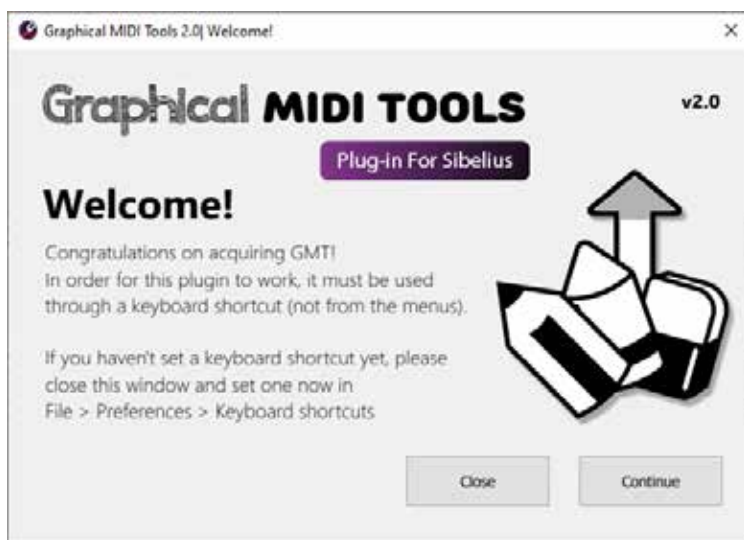 Graphical MIDI Tools 2.0| Welcome!
Graphical MIDI TOOLS
v2.0
Plug-in For Sibelius
Welcome!
Congratulations on acquiring GMT!
In order for this plugin to work, it must be used
through a keyboard shortcut (not from the menus).
If you haven't set a keyboard shortcut yet, please
close this window and set one now in
File > Preferences > Keyboard shortcuts
Close
Continue